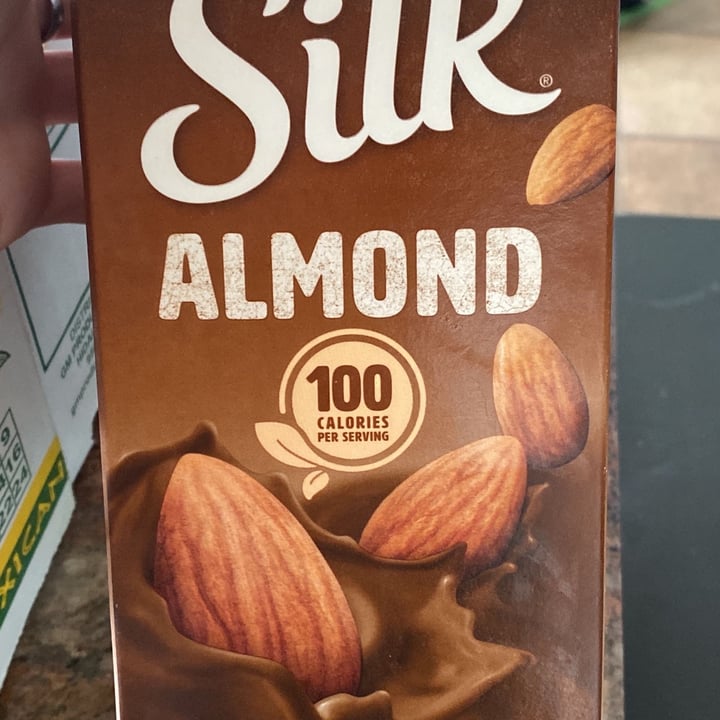 Silk®
ALMOND
100
CALORIES
PER SERVING